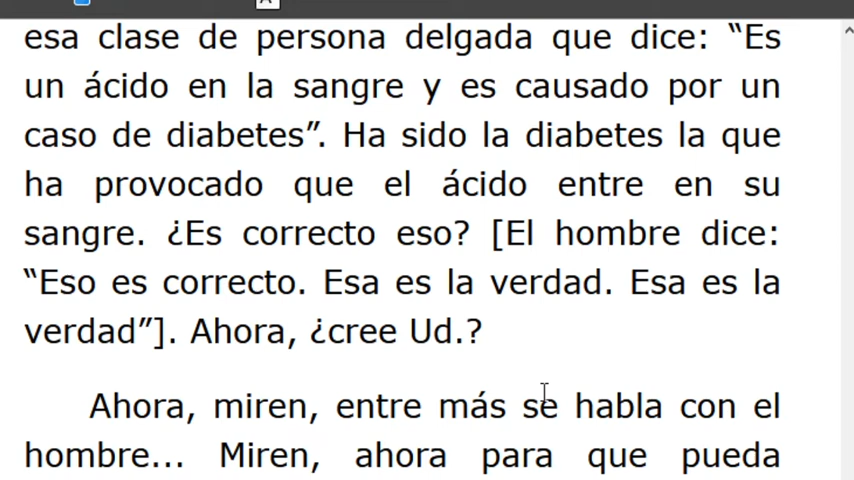 esa clase de persona delgada que dice: “Es
un ácido en la sangre y es causado por un
caso de diabetes”. Ha sido la diabetes la que
ha provocado que el ácido entre en su
sangre. ¿Es correcto eso? [El hombre dice:
“Eso es correcto. Esa es la verdad. Esa es la
verdad”]. Ahora, ¿cree Ud.?
Ahora, miren, entre más se habla con el
hombre... Miren, ahora para que pueda